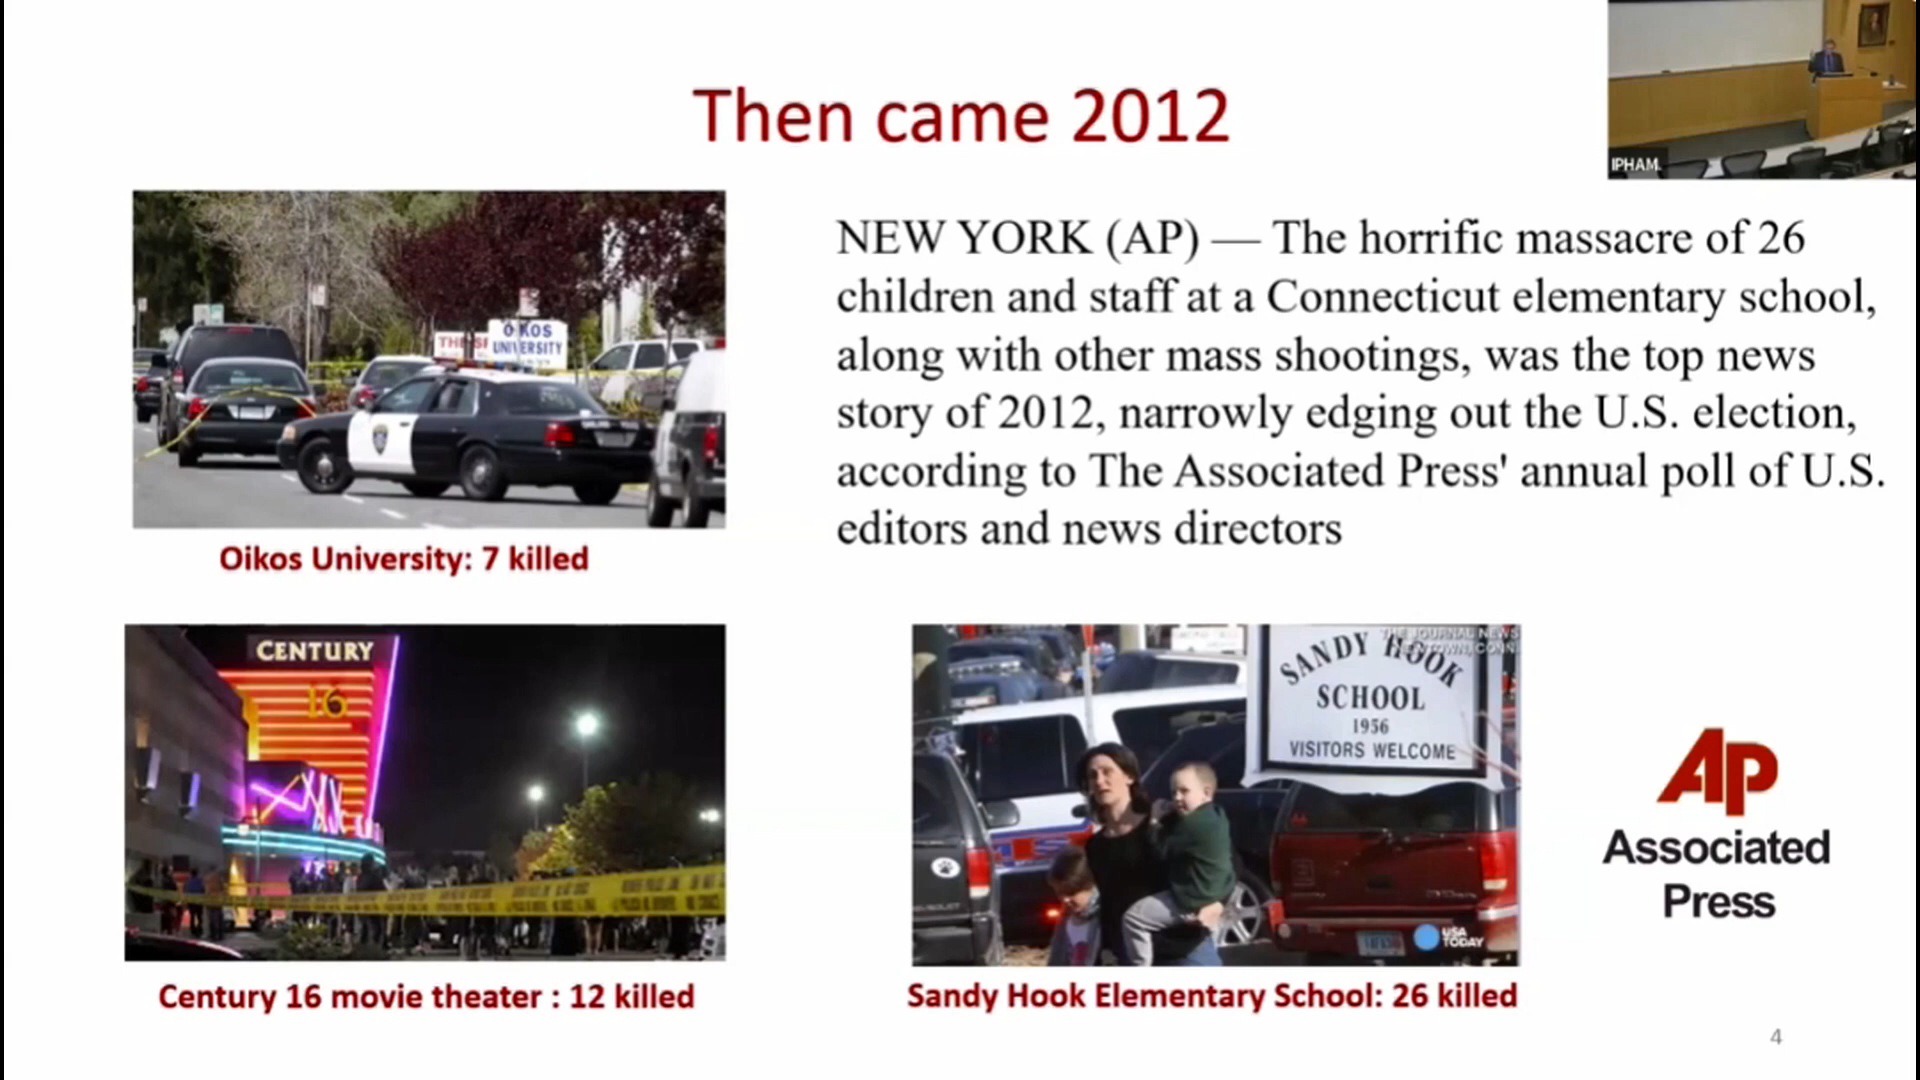 Then came 2012
IPHAM.
NEW YORK (AP) — The horrific massacre of 26
children and staff at a Connecticut elementary school,
along with other mass shootings, was the top news
story of 2012, narrowly edging out the U.S. election,
according to The Associated Press' annual poll of U.S.
editors and news directors
OIKOS
UNIVERSITY
Oikos University: 7 killed
CENTURY
16
Century 16 movie theater : 12 killed
THE JOURNAL NEWS
SANDY HOOK
SCHOOL
1956
VISITORS WELCOME
USA
TODAY
Sandy Hook Elementary School: 26 killed
AP
Associated
Press
4